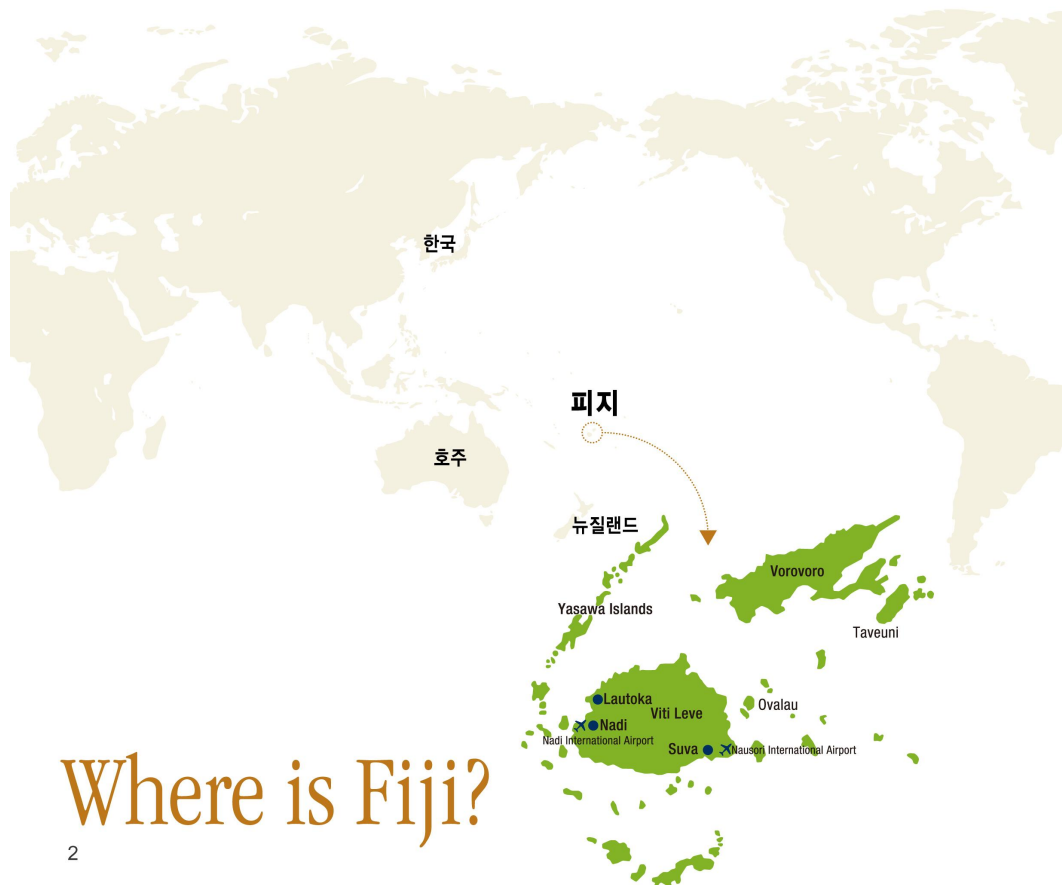 한국
피지
호주
뉴질랜드
Vorovoro
Yasawa Islands
Taveuni
Lautoka
Ovalau
Viti Leve
Nadi
Nadi International Airport
Suva
Nausori International Airport
Where is Fiji?
2